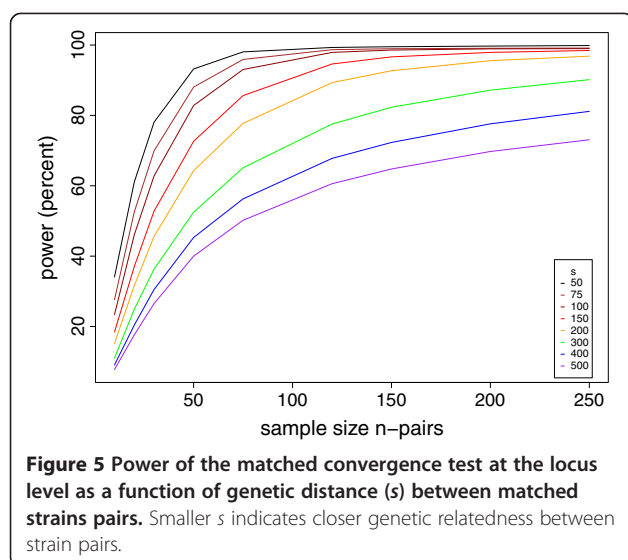 100
80
60
40
20
power (percent)
s
50
75
100
150
200
300
400
500
50
100
150
200
250
sample size n−pairs
Figure 5 Power of the matched convergence test at the locus
level as a function of genetic distance (s) between matched
strains pairs. Smaller s indicates closer genetic relatedness between
strain pairs.